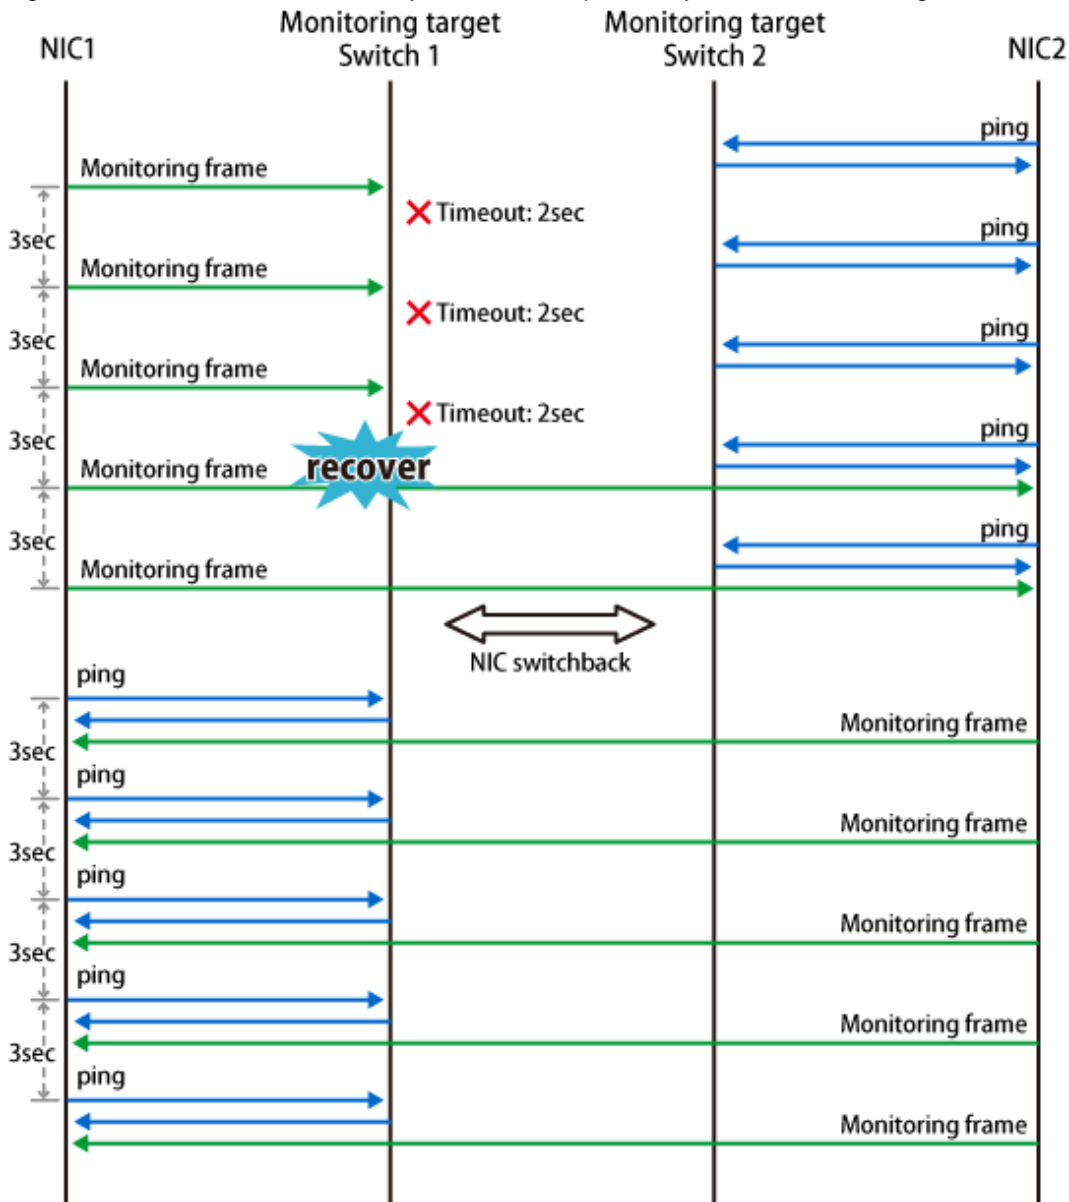 NIC1
Monitoring target
Switch 1
Monitoring target
Switch 2
NIC2
ping
Monitoring frame
Timeout: 2sec
ping
3sec
Monitoring frame
Timeout: 2sec
ping
3sec
Monitoring frame
Timeout: 2sec
ping
3sec
Monitoring frame
recover
ping
3sec
Monitoring frame
NIC switchback
ping
Monitoring frame
3sec
ping
Monitoring frame
3sec
ping
Monitoring frame
3sec
ping
Monitoring frame
3sec
ping
Monitoring frame